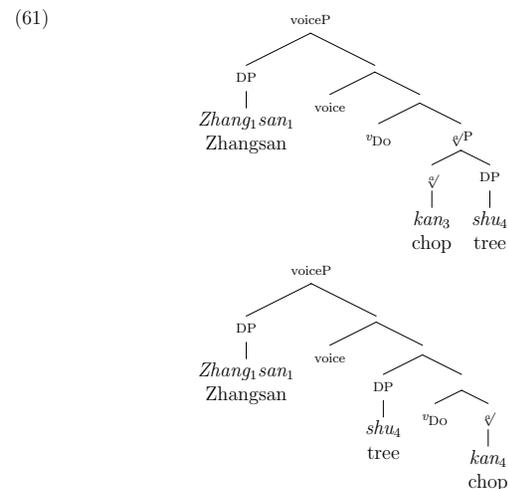 (61)
voiceP
DP
voice
Zhang₁san₁
Zhangsan
ᵥDO
√P
√
DP
kan₃
shu₄
chop
tree
voiceP
DP
voice
Zhang₁san₁
Zhangsan
DP
ᵥDO
√
shu₄
tree
kan₄
chop